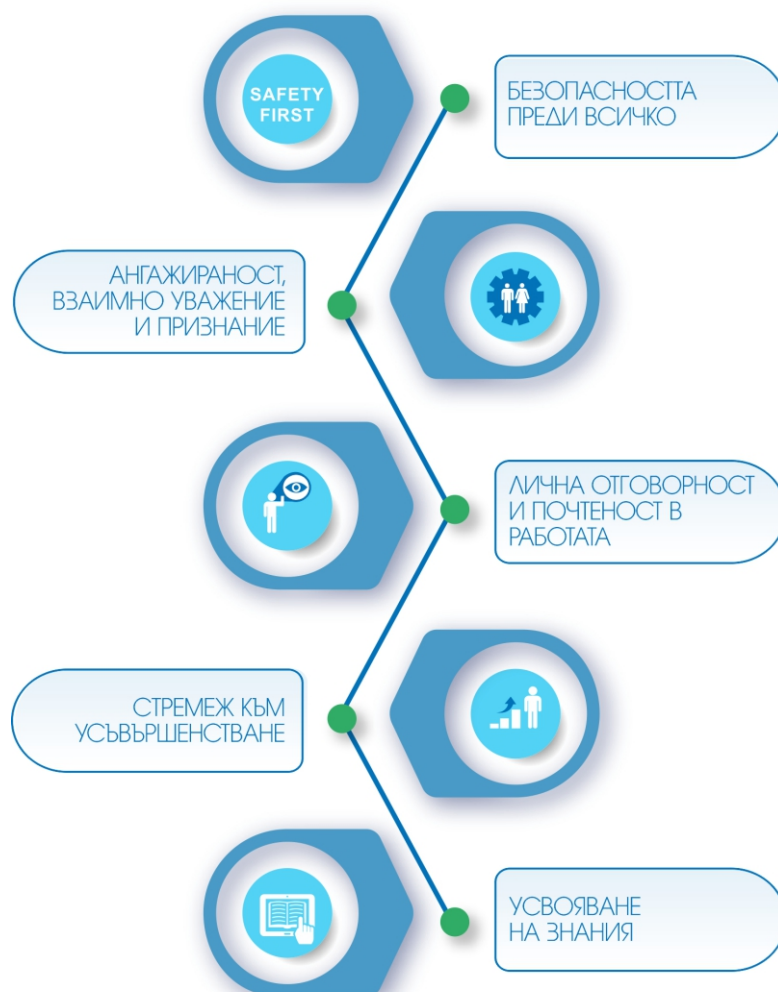 SAFETY
FIRST
БЕЗОПАСНОСТТА
ПРЕДИ ВСИЧКО
АНГАЖИРАНОСТ,
ВЗАИМНО УВАЖЕНИЕ
И ПРИЗНАНИЕ
ЛИЧНА ОТГОВОРНОСТ
И ПОЧТЕНОСТ В
РАБОТАТА
СТРЕМЕЖ КЪМ
УСЪВЪРШЕНСТВАНЕ
УСВОЯВАНЕ
НА ЗНАНИЯ